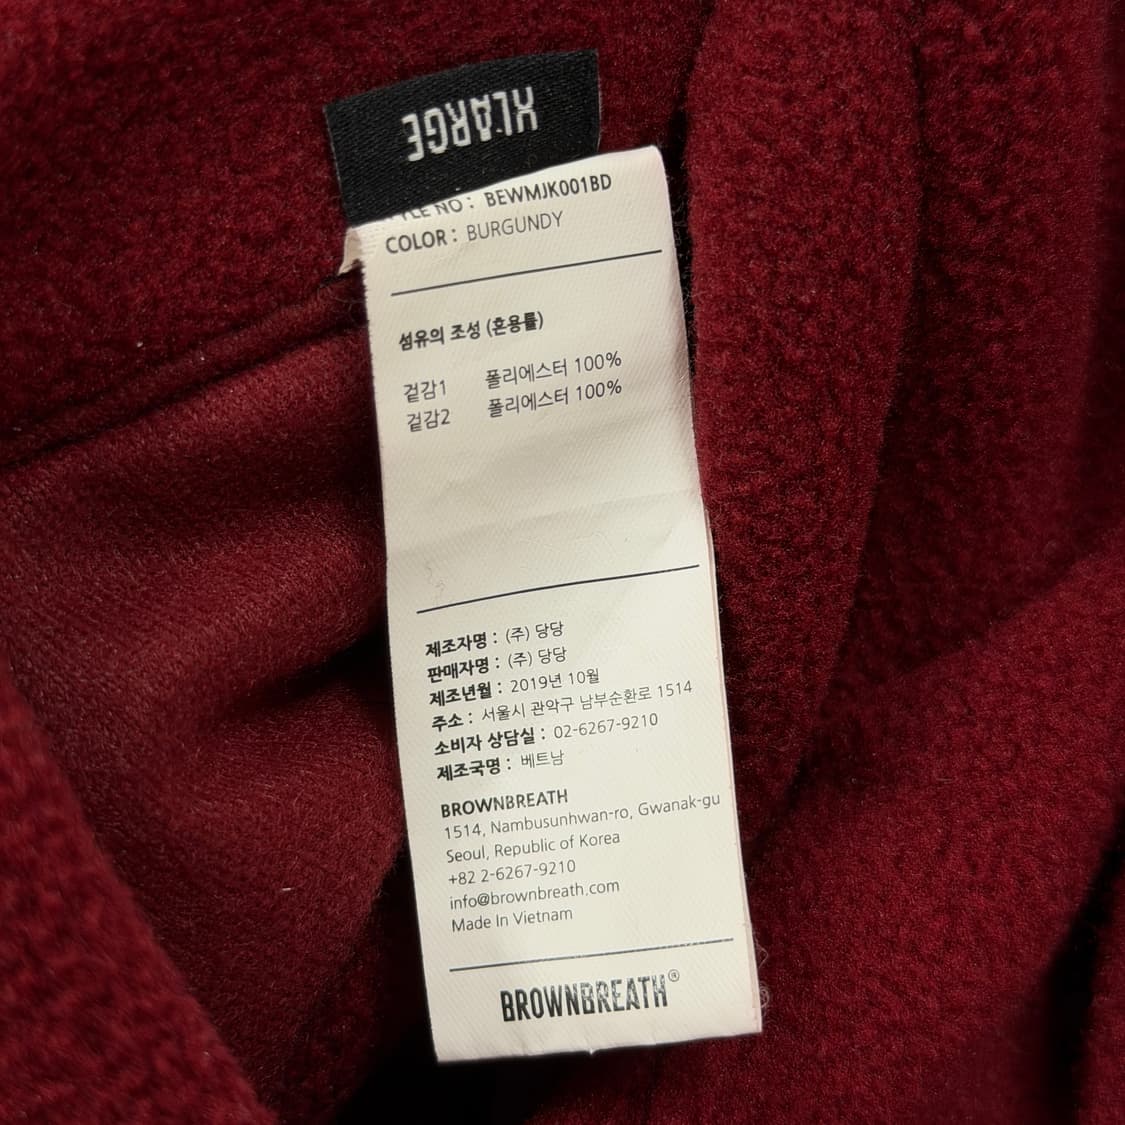 XLARGE
STYLE NO : BEWMJK001BD
COLOR : BURGUNDY
섬유의 조성 (혼용률)
겉감1 폴리에스터 100%
겉감2 폴리에스터 100%
제조자명 : (주) 당당
판매자명 : (주) 당당
제조년월 : 2019년 10월
주소 : 서울시 관악구 남부순환로 1514
소비자 상담실 : 02-6267-9210
제조국명 : 베트남
BROWNBREATH
1514, Nambusunhwan-ro, Gwanak-gu
Seoul, Republic of Korea
+82 2-6267-9210
info@brownbreath.com
Made In Vietnam
BROWNBREATH®